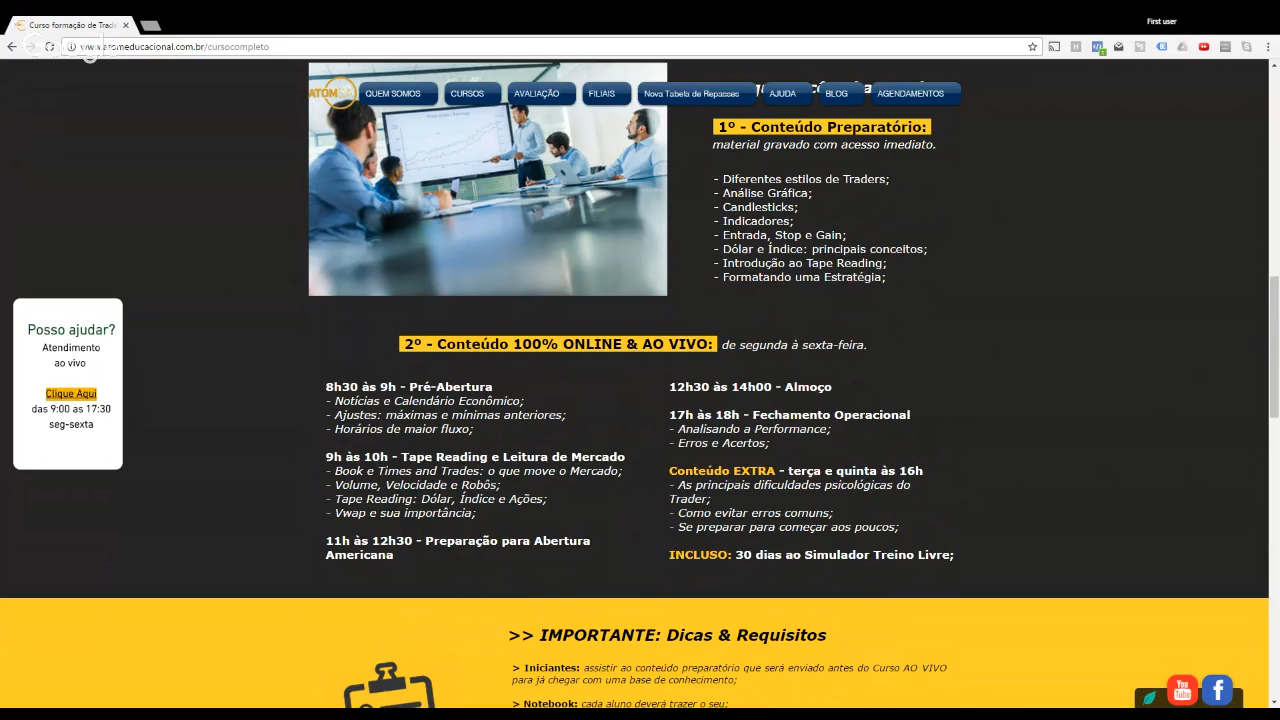 Curso formação de Trade
First user
www.atomeducacional.com.br/cursocompleto
ATOM
QUEM SOMOS
CURSOS
AVALIAÇÃO
FILIAIS
Nova Tabela de Repasses
AJUDA
BLOG
AGENDAMENTOS
1º - Conteúdo Preparatório:
material gravado com acesso imediato.
- Diferentes estilos de Traders;
- Análise Gráfica;
- Candlesticks;
- Indicadores;
- Entrada, Stop e Gain;
- Dólar e Índice: principais conceitos;
- Introdução ao Tape Reading;
- Formatando uma Estratégia;
Posso ajudar?
Atendimento
ao vivo
Clique Aqui
das 9:00 as 17:30
seg-sexta
2º - Conteúdo 100% ONLINE & AO VIVO: de segunda à sexta-feira.
8h30 às 9h - Pré-Abertura
- Notícias e Calendário Econômico;
- Ajustes: máximas e mínimas anteriores;
- Horários de maior fluxo;
9h às 10h - Tape Reading e Leitura de Mercado
- Book e Times and Trades: o que move o Mercado;
- Volume, Velocidade e Robôs;
- Tape Reading: Dólar, Índice e Ações;
- Vwap e sua importância;
11h às 12h30 - Preparação para Abertura
Americana
12h30 às 14h00 - Almoço
17h às 18h - Fechamento Operacional
- Analisando a Performance;
- Erros e Acertos;
Conteúdo EXTRA - terça e quinta às 16h
- As principais dificuldades psicológicas do
Trader;
- Como evitar erros comuns;
- Se preparar para começar aos poucos;
INCLUSO: 30 dias ao Simulador Treino Livre;
>> IMPORTANTE: Dicas & Requisitos
> Iniciantes: assistir ao conteúdo preparatório que será enviado antes do Curso AO VIVO
para já chegar com uma base de conhecimento;
> Notebook: cada aluno deverá trazer o seu;
You
Tube